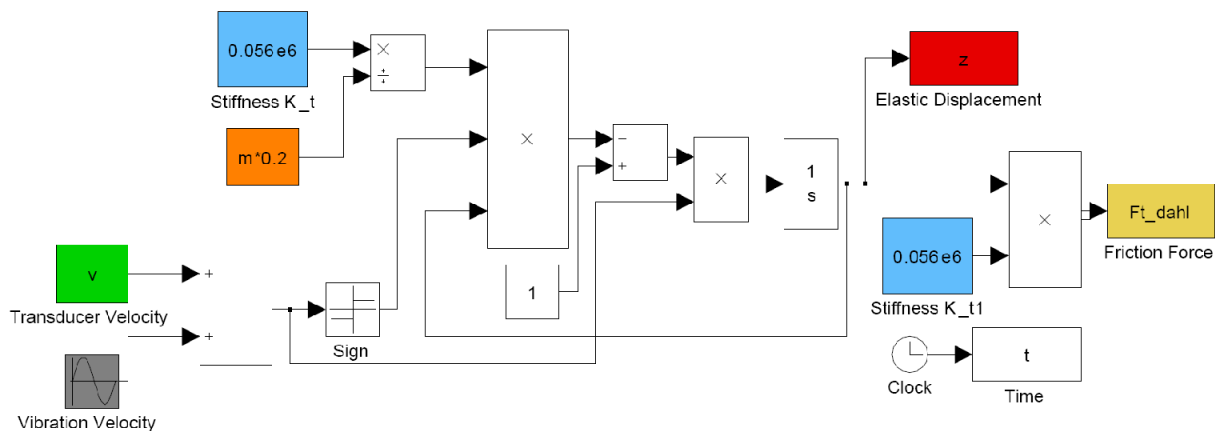 0.056e6
Stiffness K_t
×
÷
m*0.2
×
−
+
×
1
s
z
Elastic Displacement
×
Ft_dahl
Friction Force
0.056e6
Stiffness K_t1
v
Transducer Velocity
+
+
1
Sign
Vibration Velocity
Clock
t
Time